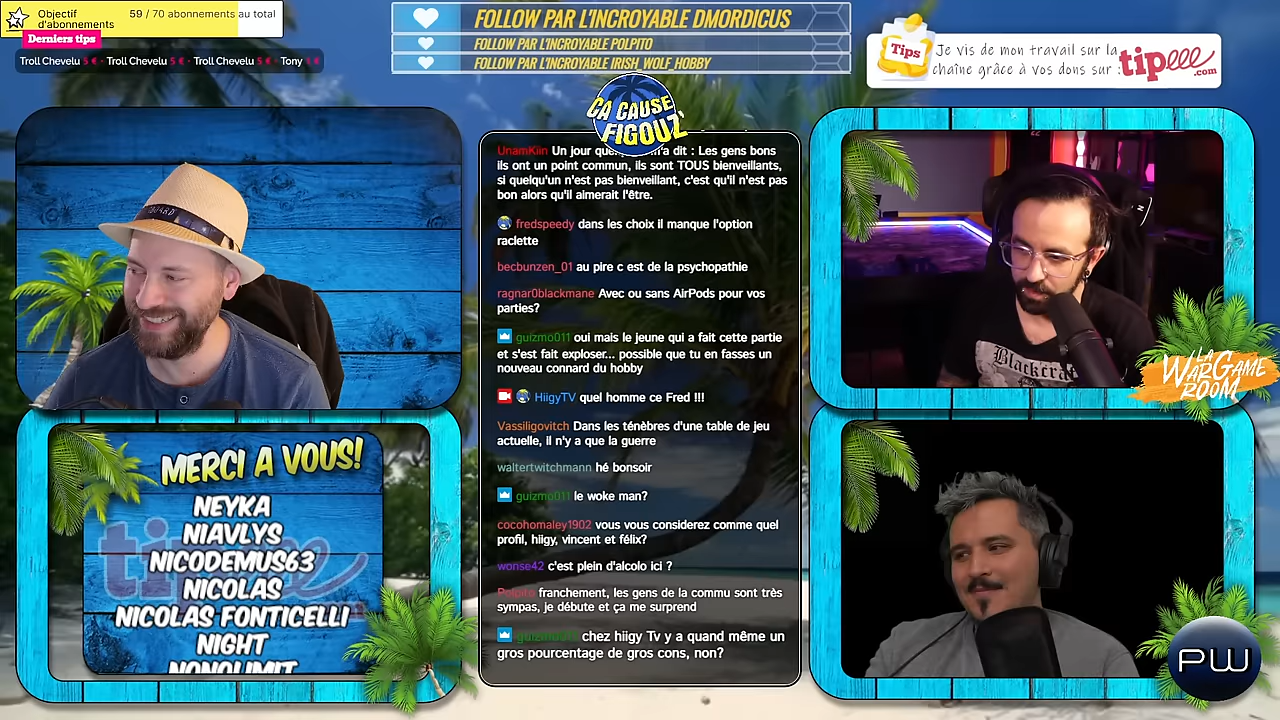 Objectif d'abonnements
59 / 70 abonnements au total
Derniers tips
Troll Chevelu 5 € · Troll Chevelu 5 € · Troll Chevelu 5 € · Tony
FOLLOW PAR L'INCROYABLE DMORDICUS
FOLLOW PAR L'INCROYABLE POLPITO
FOLLOW PAR L'INCROYABLE IRISH_WOLF_HOBBY
Tips
Je vis de mon travail sur la
chaîne grâce à vos dons sur :
tipeee
.com
CA CAUSE
FIGOUZ'
UnamKiin Un jour a dit : Les gens bons
ils ont un point commun, ils sont TOUS bienveillants,
si quelqu'un n'est pas bienveillant, c'est qu'il n'est pas
bon alors qu'il aimerait l'être.
fredspeedy dans les choix il manque l'option
raclette
becbunzen_01 au pire c est de la psychopathie
ragnar0blackmane Avec ou sans AirPods pour vos
parties?
guizmo011 oui mais le jeune qui a fait cette partie
et s'est fait exploser... possible que tu en fasses un
nouveau connard du hobby
HiigyTV quel homme ce Fred !!!
Vassiligovitch Dans les ténèbres d'une table de jeu
actuelle, il n'y a que la guerre
waltertwitchmann hé bonsoir
guizmo011 le woke man?
cocohomaley1902 vous vous considerez comme quel
profil, hiigy, vincent et félix?
wonse42 c'est plein d'alcolo ici ?
Polpito franchement, les gens de la commu sont très
sympas, je débute et ça me surprend
guizmo011 chez hiigy Tv y a quand même un
gros pourcentage de gros cons, non?
MERCI A VOUS!
NEYKA
NIAVLYS
NICODEMUS63
NICOLAS
NICOLAS FONTICELLI
NIGHT
NONOLIMIT
LA
WARGAME
ROOM
PW